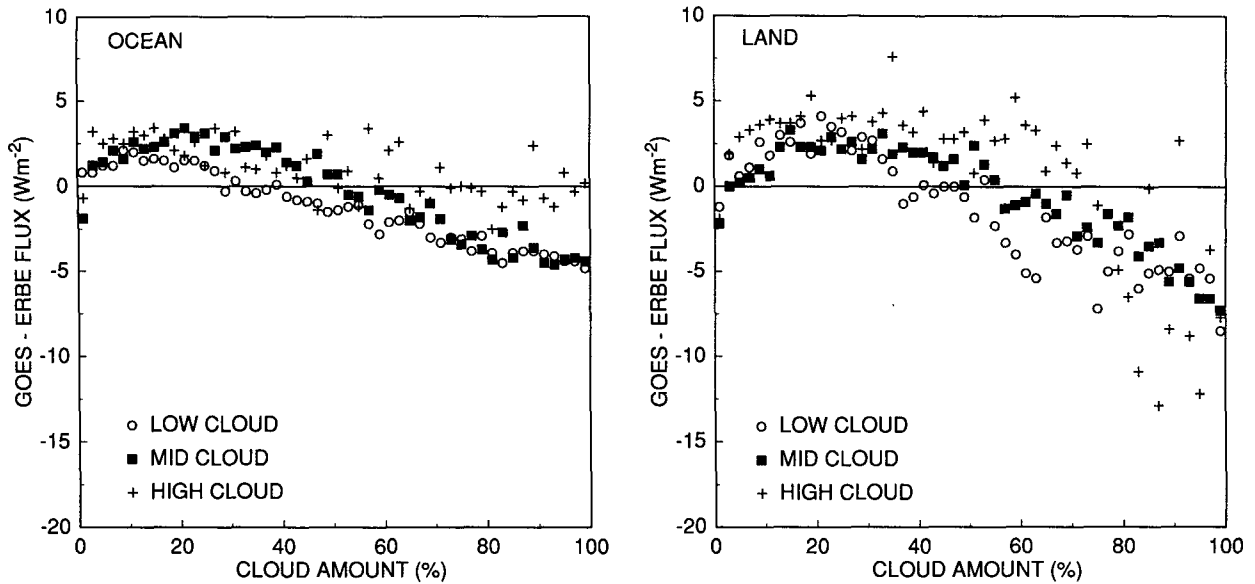 10
5
0
-5
-10
-15
-20
GOES - ERBE FLUX (Wm-2)
OCEAN
○ LOW CLOUD
■ MID CLOUD
+ HIGH CLOUD
0 20 40 60 80 100
CLOUD AMOUNT (%)
10
5
0
-5
-10
-15
-20
GOES - ERBE FLUX (Wm-2)
LAND
○ LOW CLOUD
■ MID CLOUD
+ HIGH CLOUD
0 20 40 60 80 100
CLOUD AMOUNT (%)